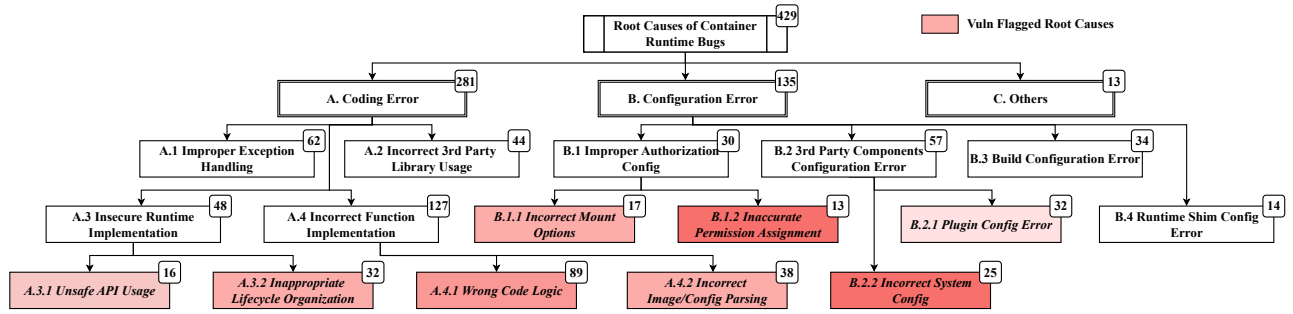 429
Root Causes of Container
Runtime Bugs
Vuln Flagged Root Causes
281
A. Coding Error
135
B. Configuration Error
13
C. Others
62
A.1 Improper Exception
Handling
44
A.2 Incorrect 3rd Party
Library Usage
30
B.1 Improper Authorization
Config
57
B.2 3rd Party Components
Configuration Error
34
B.3 Build Configuration Error
48
A.3 Insecure Runtime
Implementation
127
A.4 Incorrect Function
Implementation
17
B.1.1 Incorrect Mount
Options
13
B.1.2 Inaccurate
Permission Assignment
32
B.2.1 Plugin Config Error
14
B.4 Runtime Shim Config
Error
16
A.3.1 Unsafe API Usage
32
A.3.2 Inappropriate
Lifecycle Organization
89
A.4.1 Wrong Code Logic
38
A.4.2 Incorrect
Image/Config Parsing
25
B.2.2 Incorrect System
Config